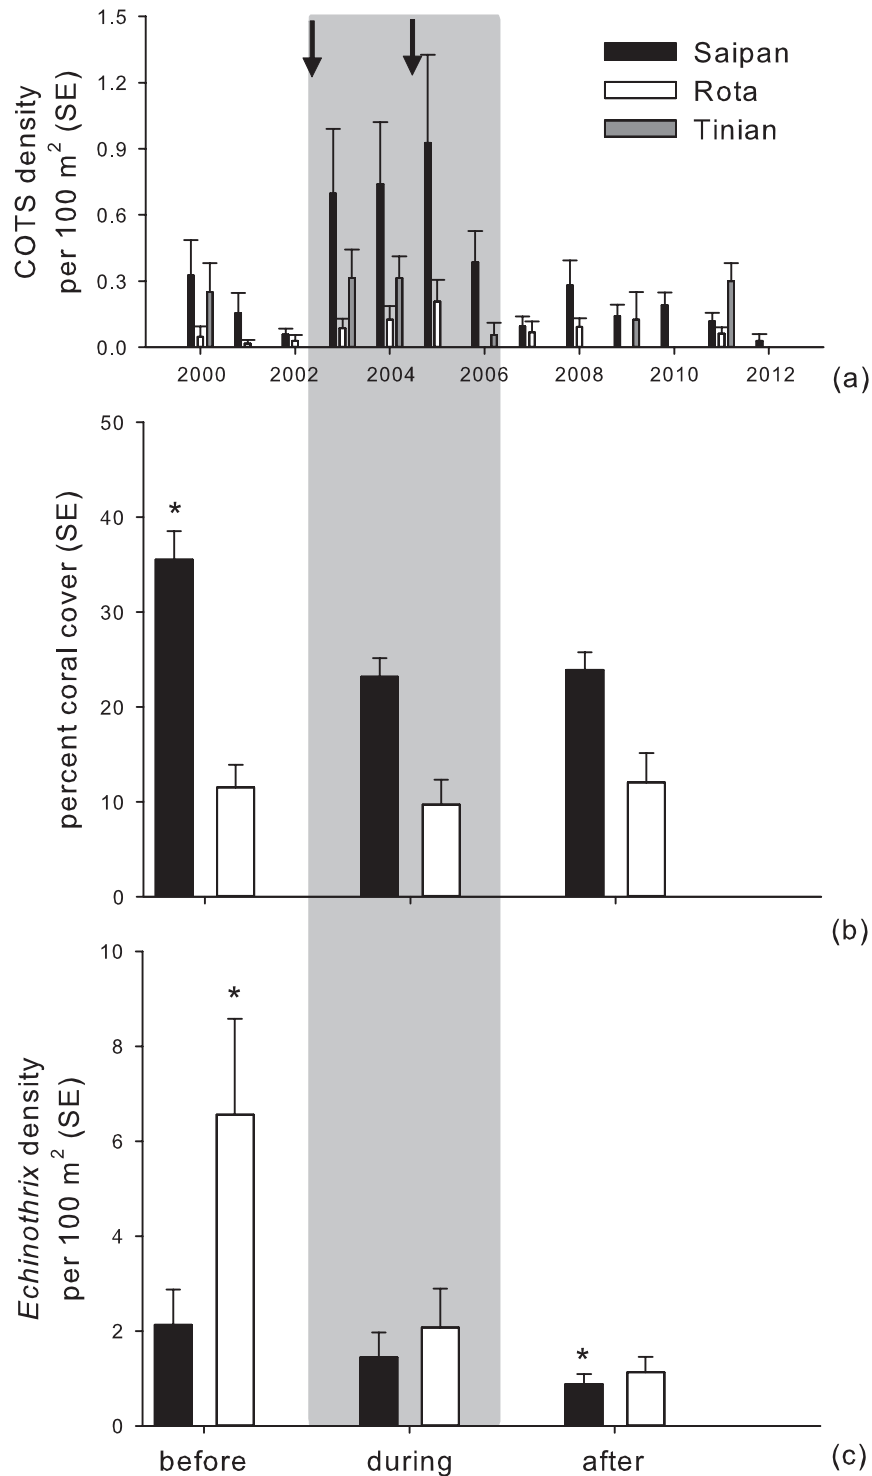 1.5
1.2
0.9
0.6
0.3
0.0
COTS density
per 100 m² (SE)
Saipan
Rota
Tinian
2000 2002 2004 2006 2008 2010 2012
(a)
50
40
30
20
10
0
percent coral cover (SE)
*
(b)
10
8
6
4
2
0
Echinothrix density
per 100 m² (SE)
*
*
before during after
(c)